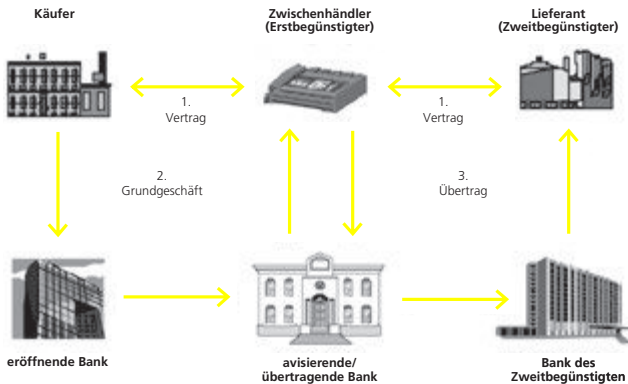 Käufer
Zwischenhändler
(Erstbegünstigter)
Lieferant
(Zweitbegünstigter)
1.
Vertrag
1.
Vertrag
2.
Grundgeschäft
3.
Übertrag
eröffnende Bank
avisierende/
übertragende Bank
Bank des
Zweitbegünstigten